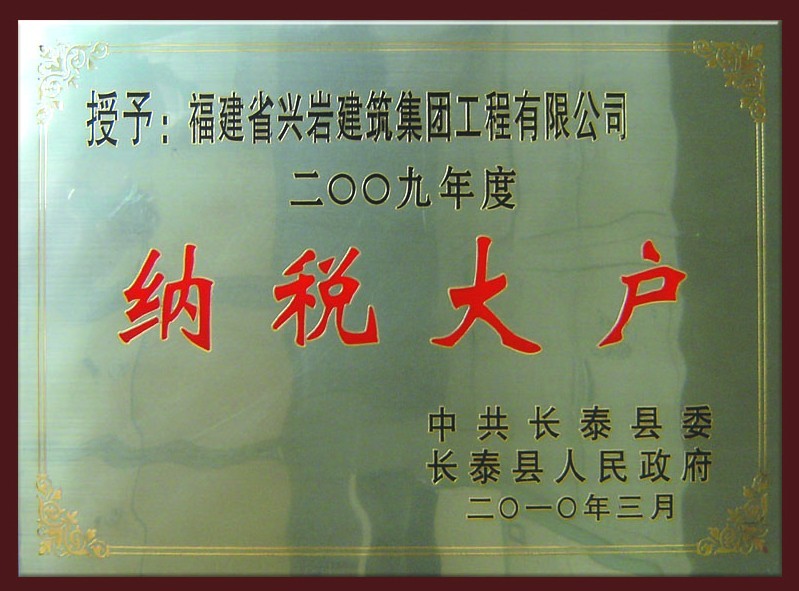 授予：福建省兴岩建筑集团工程有限公司
二〇〇九年度
纳税大户
中共长泰县委
长泰县人民政府
二〇一〇年三月